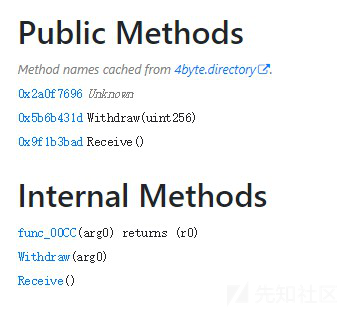 Public Methods
Method names cached from 4byte.directory.
0x2a0f7696 Unknown
0x5b6b431d Withdraw(uint256)
0x9f1b3bad Receive()
Internal Methods
func_00CC(arg0) returns (r0)
Withdraw(arg0)
Receive()
先知社区